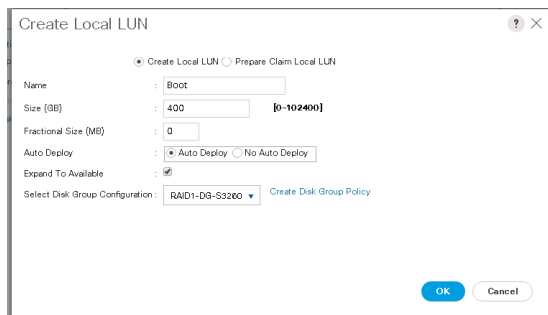 Create Local LUN
?
Create Local LUN Prepare Claim Local LUN
Name : Boot
Size (GB) : 400 [0-102400]
Fractional Size (MB) : 0
Auto Deploy : Auto Deploy No Auto Deploy
Expand To Available :
Select Disk Group Configuration : RAID1-DG-S3260 Create Disk Group Policy
OK Cancel